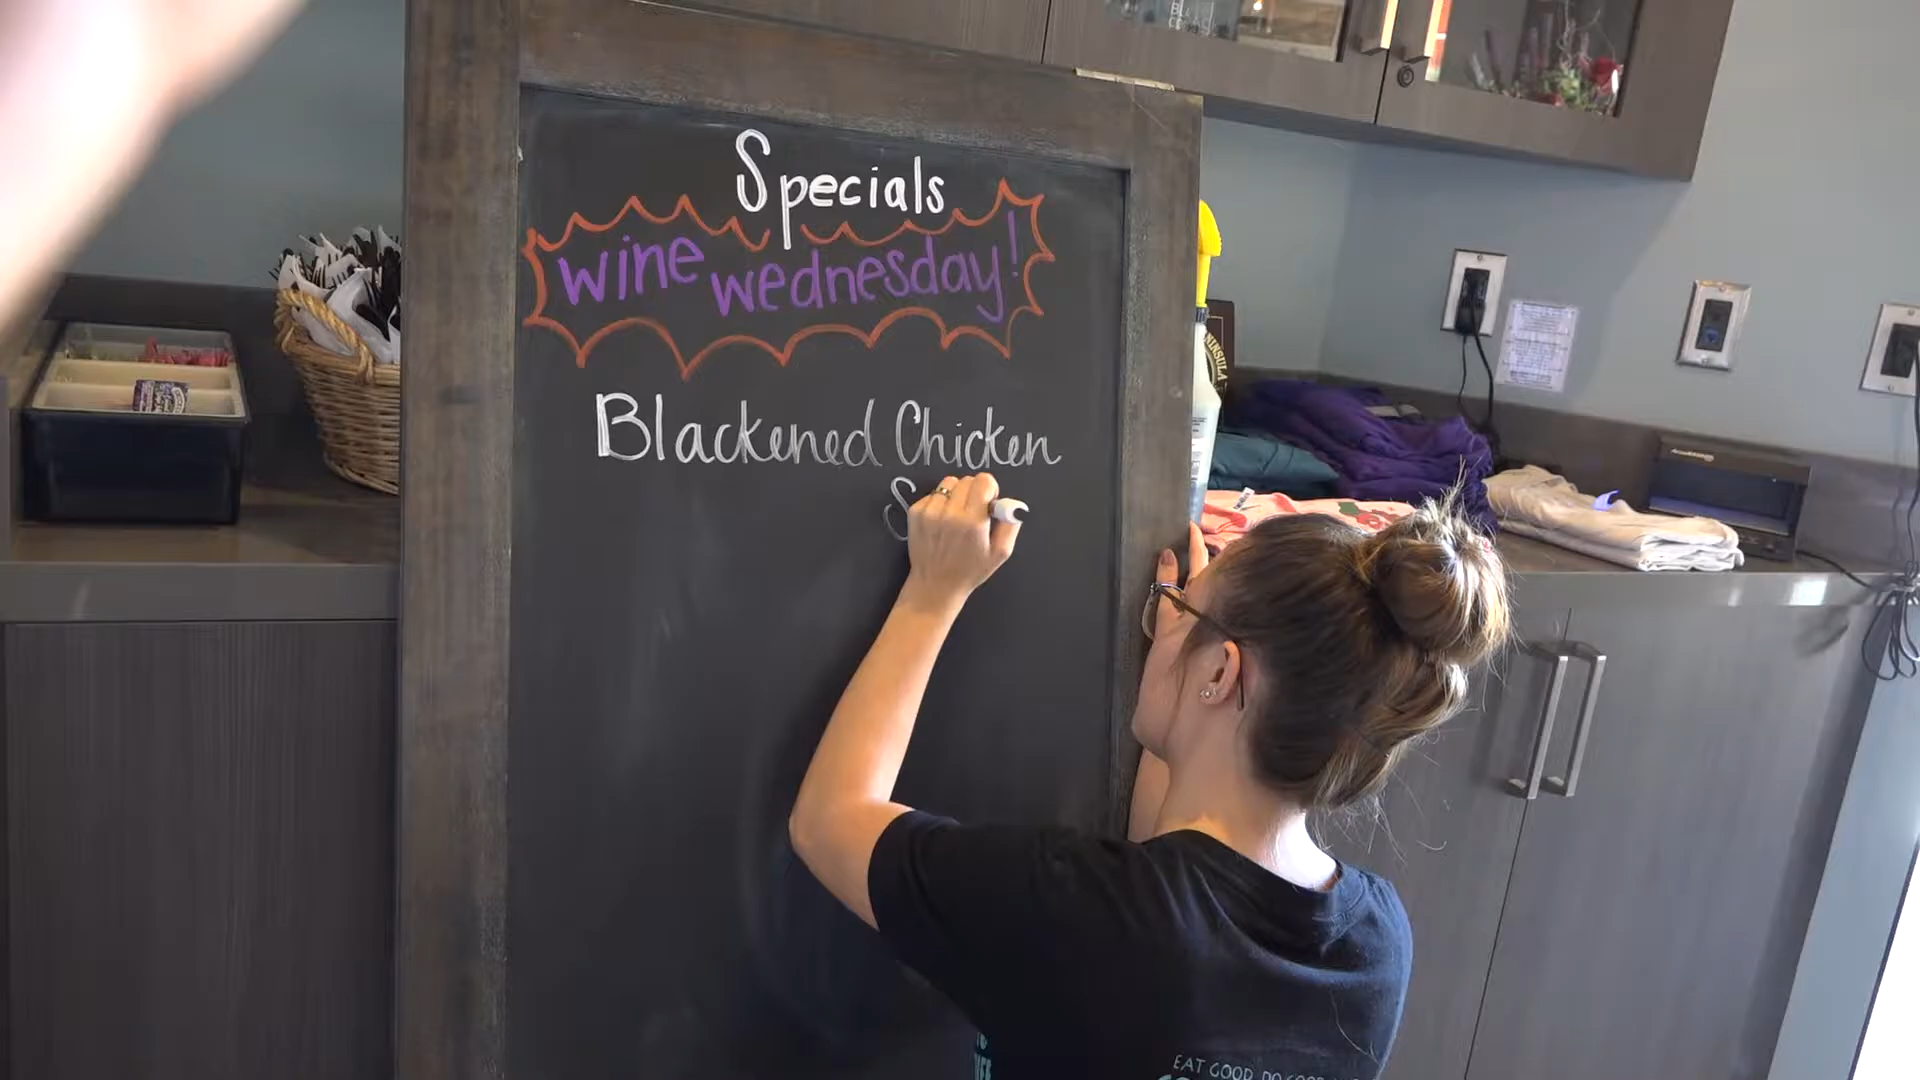 Specials
wine wednesday!
Blackened Chicken
S
EAT GOOD. DO GOOD.